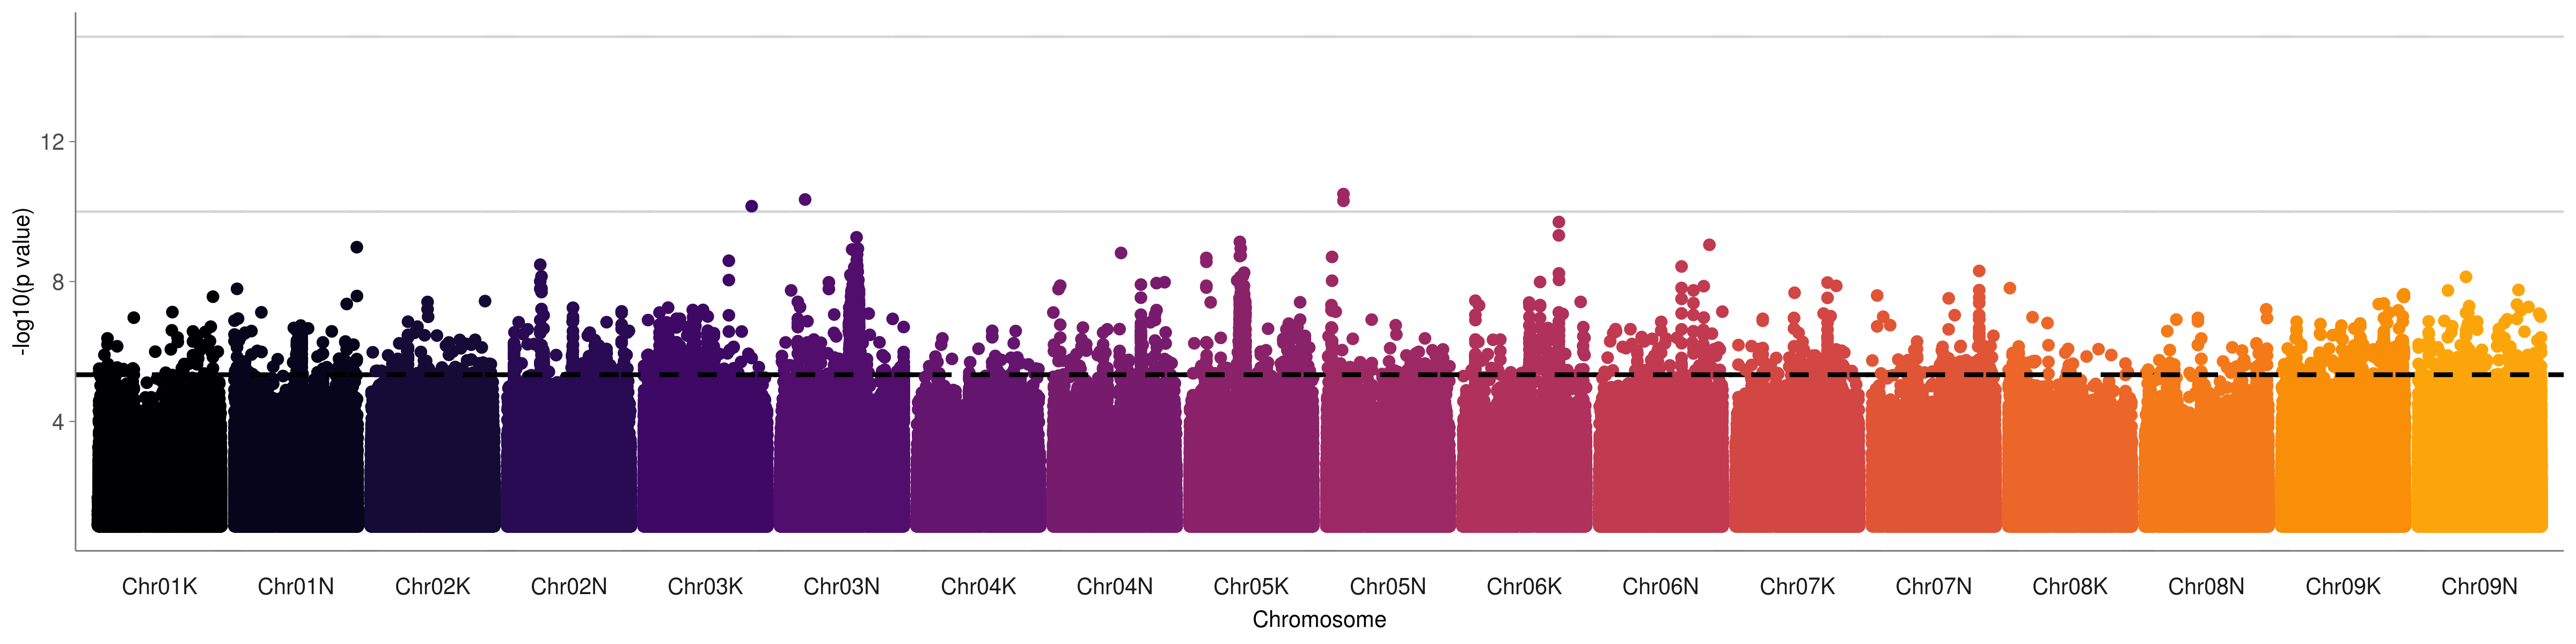 -log10(p value)
12
8
4
Chr01K Chr01N Chr02K Chr02N Chr03K Chr03N Chr04K Chr04N Chr05K Chr05N Chr06K Chr06N Chr07K Chr07N Chr08K Chr08N Chr09K Chr09N
Chromosome